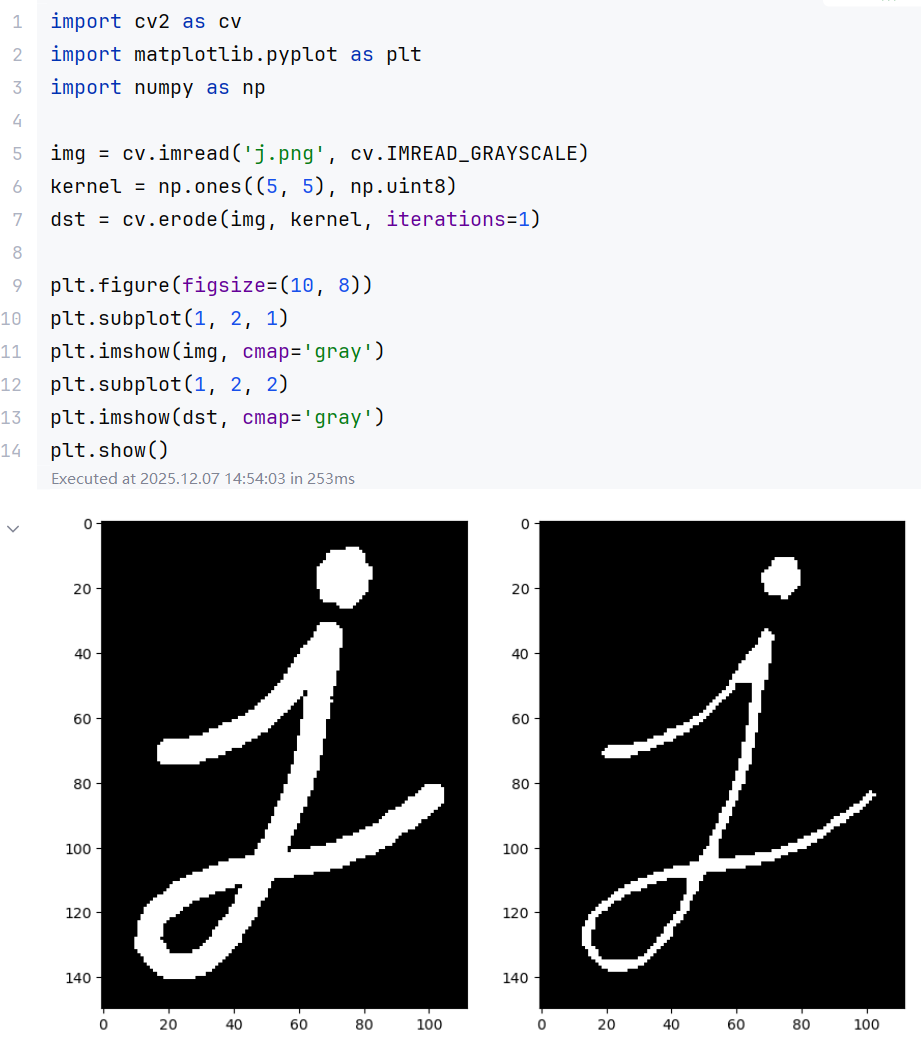 1 import cv2 as cv
2 import matplotlib.pyplot as plt
3 import numpy as np
4
5 img = cv.imread('j.png', cv.IMREAD_GRAYSCALE)
6 kernel = np.ones((5, 5), np.uint8)
7 dst = cv.erode(img, kernel, iterations=1)
8
9 plt.figure(figsize=(10, 8))
10 plt.subplot(1, 2, 1)
11 plt.imshow(img, cmap='gray')
12 plt.subplot(1, 2, 2)
13 plt.imshow(dst, cmap='gray')
14 plt.show()
Executed at 2025.12.07 14:54:03 in 253ms
0 0
20 20
40 40
60 60
80 80
100 100
120 120
140 140
0 20 40 60 80 100 0 20 40 60 80 100
j j